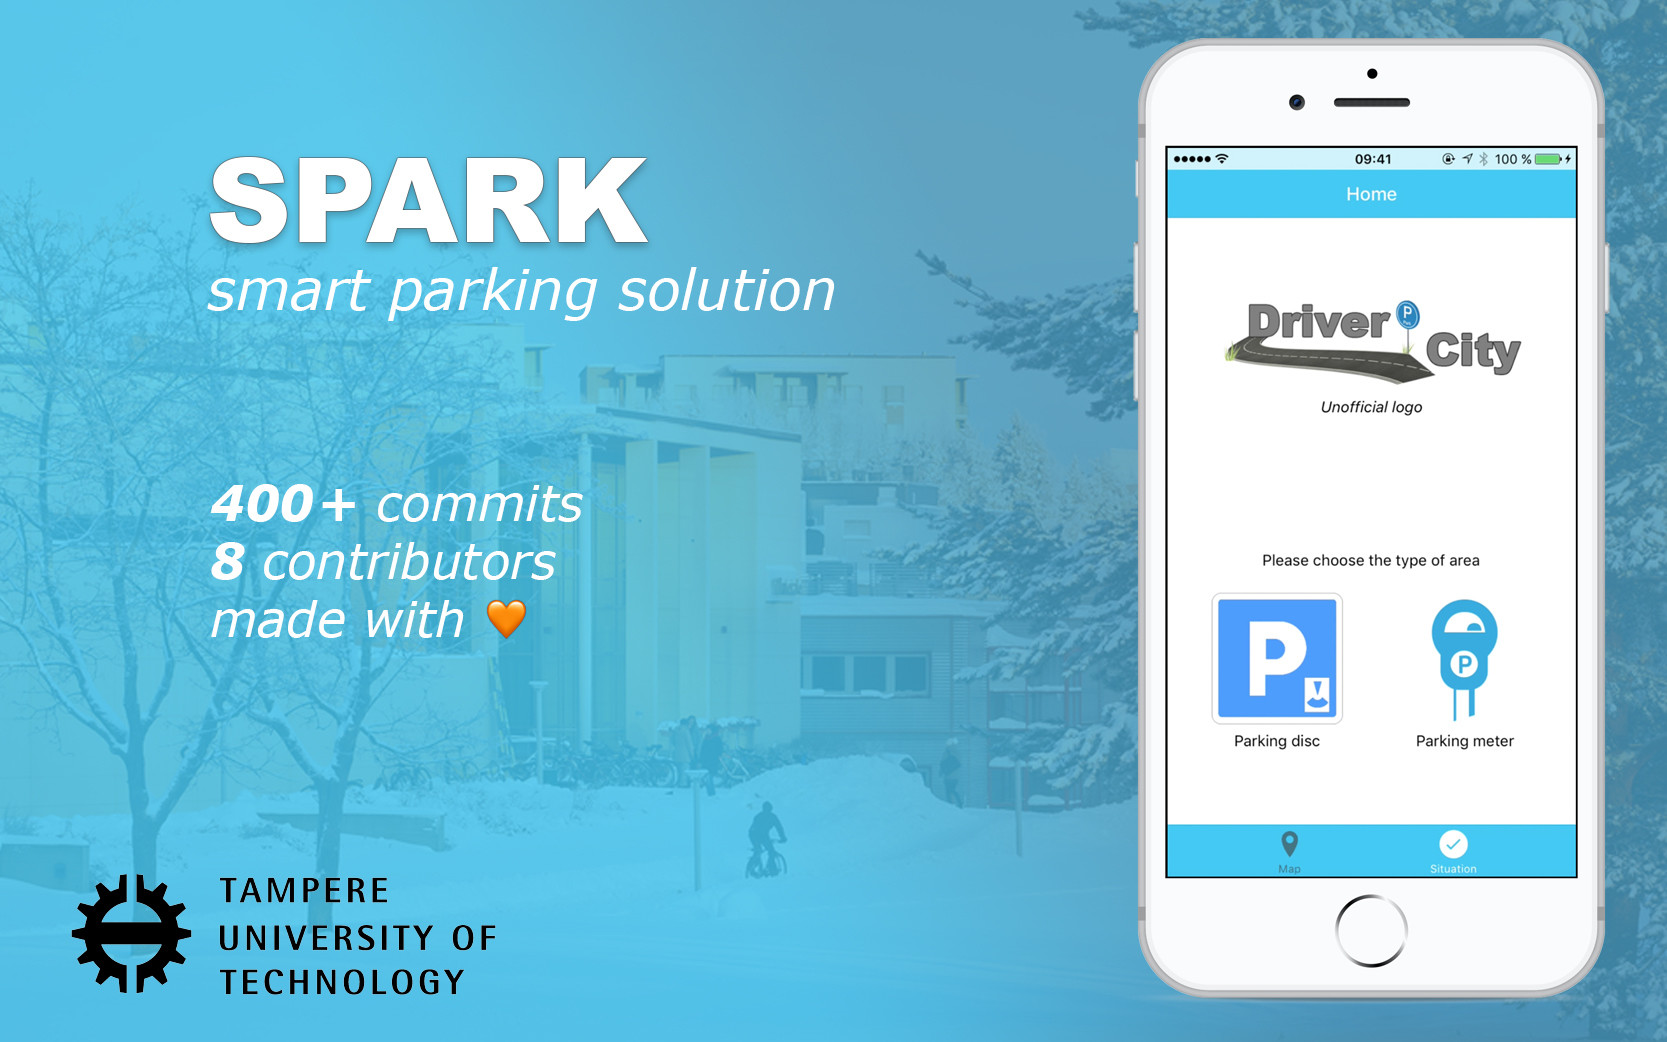 SPARK
smart parking solution
400+ commits
8 contributors
made with 🧡
TAMPERE
UNIVERSITY OF
TECHNOLOGY
09:41
100 %
Home
Driver
P
City
Unofficial logo
Please choose the type of area
P
P
Parking disc
Parking meter
Map
Situation